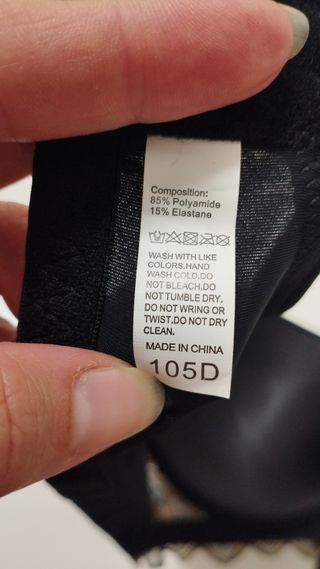 Composition:
85% Polyamide
15% Elastane
WASH WITH LIKE
COLORS.HAND
WASH COLD.DO
NOT BLEACH.DO
NOT TUMBLE DRY.
DO NOT WRING OR
TWIST.DO NOT DRY
CLEAN.
MADE IN CHINA
105D